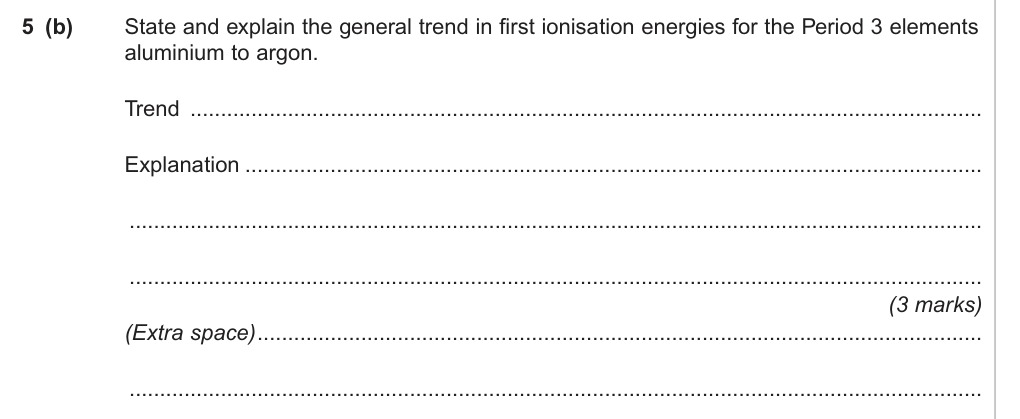 5 (b) State and explain the general trend in first ionisation energies for the Period 3 elements
aluminium to argon.
Trend ..........................................................................................................................................
Explanation ................................................................................................................................
....................................................................................................................................................
....................................................................................................................................................
(3 marks)
(Extra space)..............................................................................................................................
....................................................................................................................................................